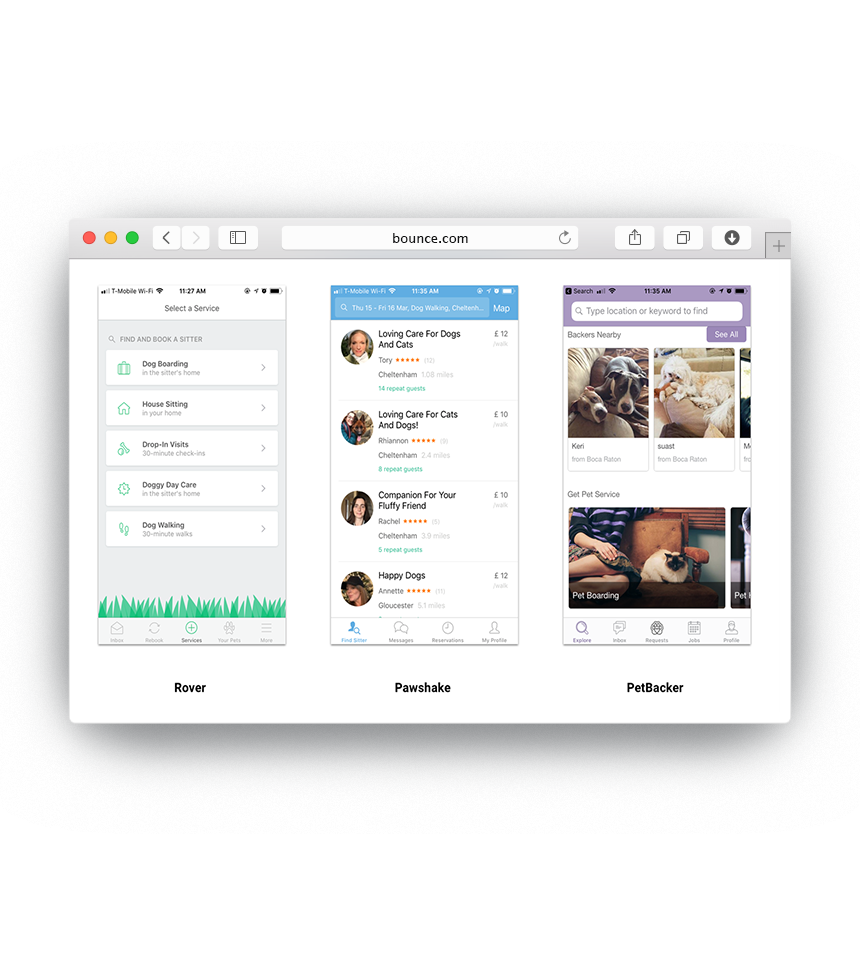 bounce.com
T-Mobile Wi-Fi 11:27 AM
Select a Service
FIND AND BOOK A SITTER
Dog Boarding
in the sitter's home
House Sitting
in your home
Drop-In Visits
30-minute check-ins
Doggy Day Care
in the sitter's home
Dog Walking
30-minute walks
Inbox Rebook Services Your Pets More
Rover
T-Mobile Wi-Fi 11:35 AM
Thu 15 - Fri 16 Mar, Dog Walking, Cheltenh... Map
Loving Care For Dogs £ 12
And Cats /walk
Tory (12)
Cheltenham 1.08 miles
14 repeat guests
Loving Care For Cats £ 10
And Dogs! /walk
Rhiannon (9)
Cheltenham 2.4 miles
8 repeat guests
Companion For Your £ 10
Fluffy Friend /walk
Rachel (5)
Cheltenham 3.9 miles
5 repeat guests
Happy Dogs £ 12
/walk
Annette (11)
Gloucester 5.1 miles
Find Sitter Messages Reservations My Profile
Pawshake
Search 11:35 AM
Type location or keyword to find
Backers Nearby See All
Keri
from Boca Raton
suast
from Boca Raton
Get Pet Service
Pet Boarding
Explore Inbox Requests Jobs Profile
PetBacker